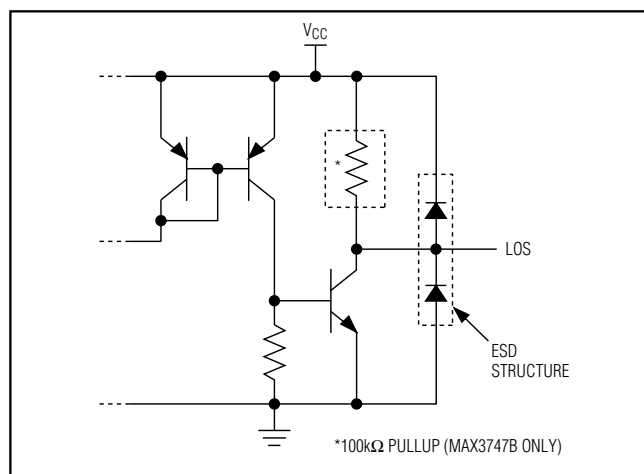 VCC
*
LOS
ESD
STRUCTURE
*100kΩ PULLUP (MAX3747B ONLY)